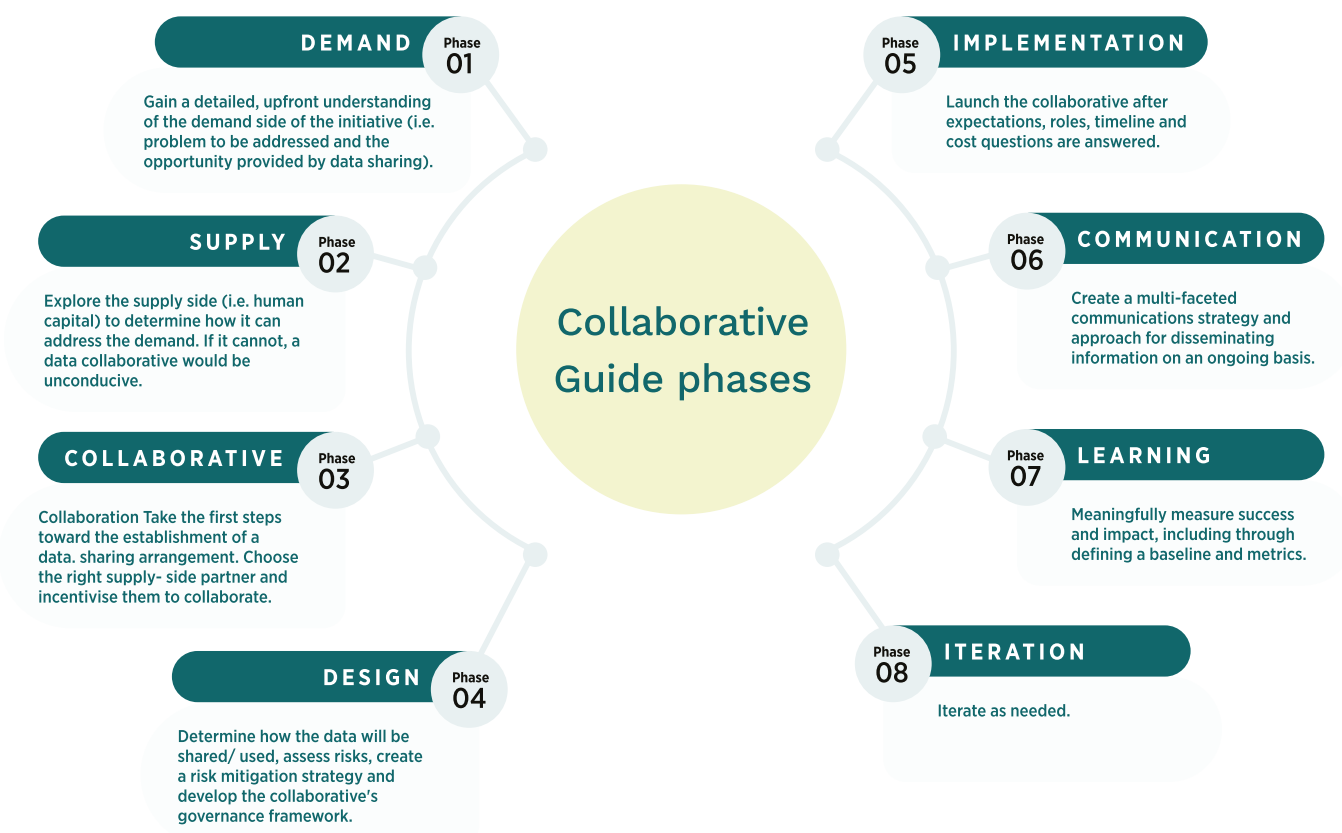 DEMAND
Phase
01
Gain a detailed, upfront understanding
of the demand side of the initiative (i.e.
problem to be addressed and the
opportunity provided by data sharing).
SUPPLY
Phase
02
Explore the supply side (i.e. human
capital) to determine how it can
address the demand. If it cannot, a
data collaborative would be
unconducive.
COLLABORATIVE
Phase
03
Collaboration Take the first steps
toward the establishment of a
data. sharing arrangement. Choose
the right supply- side partner and
incentivise them to collaborate.
DESIGN
Phase
04
Determine how the data will be
shared/ used, assess risks, create
a risk mitigation strategy and
develop the collaborative's
governance framework.
Collaborative
Guide phases
Phase
05
IMPLEMENTATION
Launch the collaborative after
expectations, roles, timeline and
cost questions are answered.
Phase
06
COMMUNICATION
Create a multi-faceted
communications strategy and
approach for disseminating
information on an ongoing basis.
Phase
07
LEARNING
Meaningfully measure success
and impact, including through
defining a baseline and metrics.
Phase
08
ITERATION
Iterate as needed.